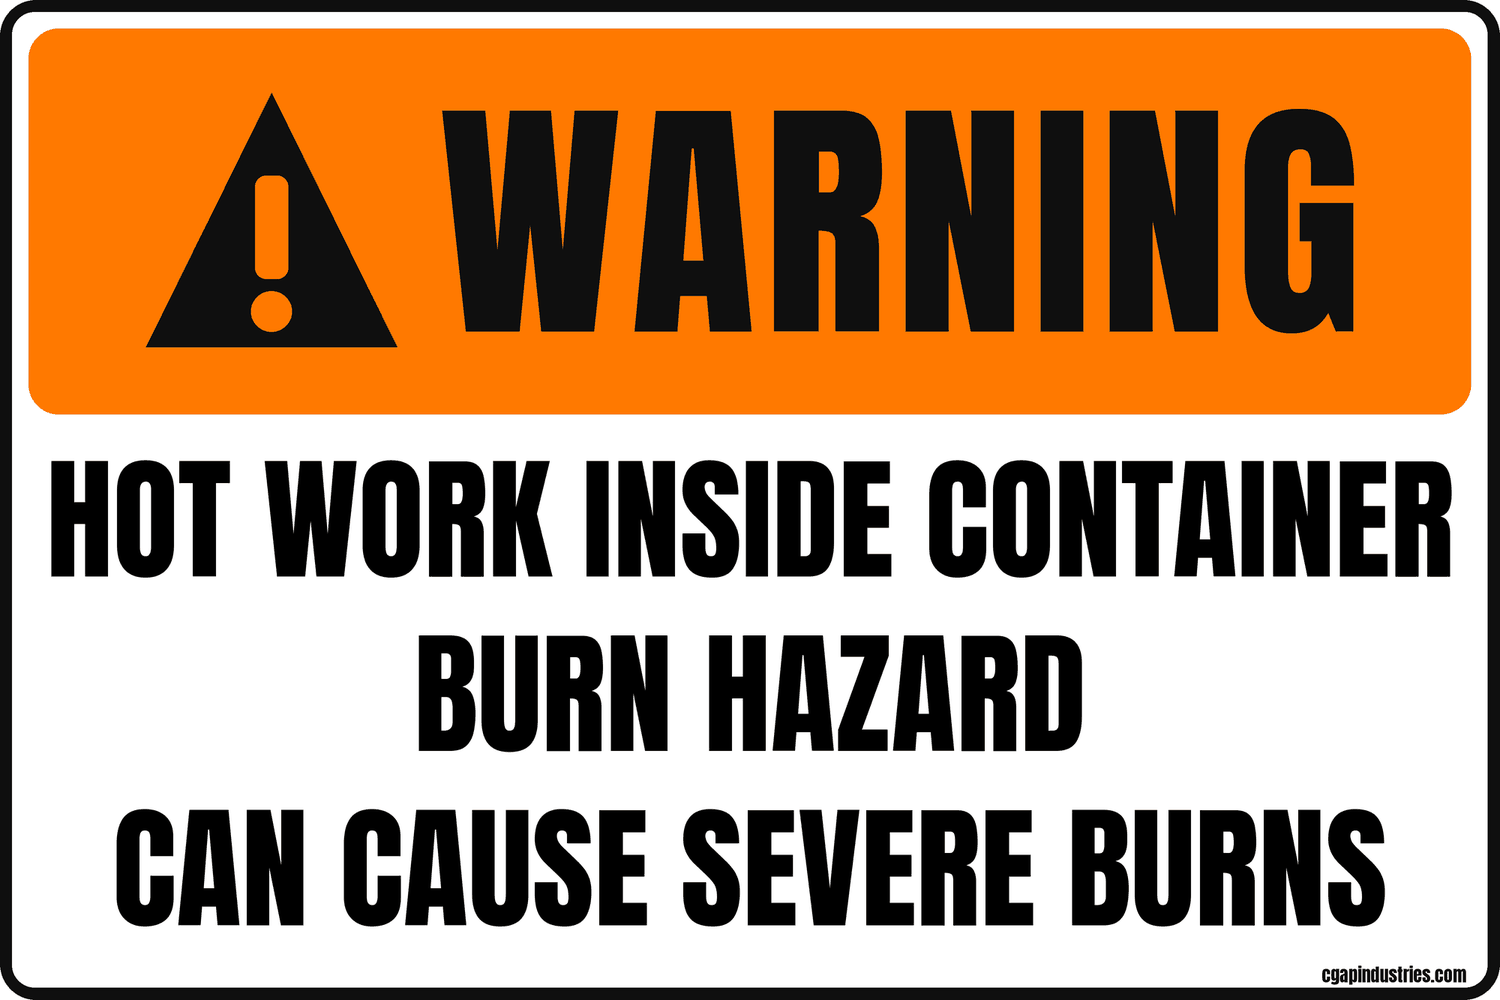 WARNING
HOT WORK INSIDE CONTAINER
BURN HAZARD
CAN CAUSE SEVERE BURNS
cgapindustries.com